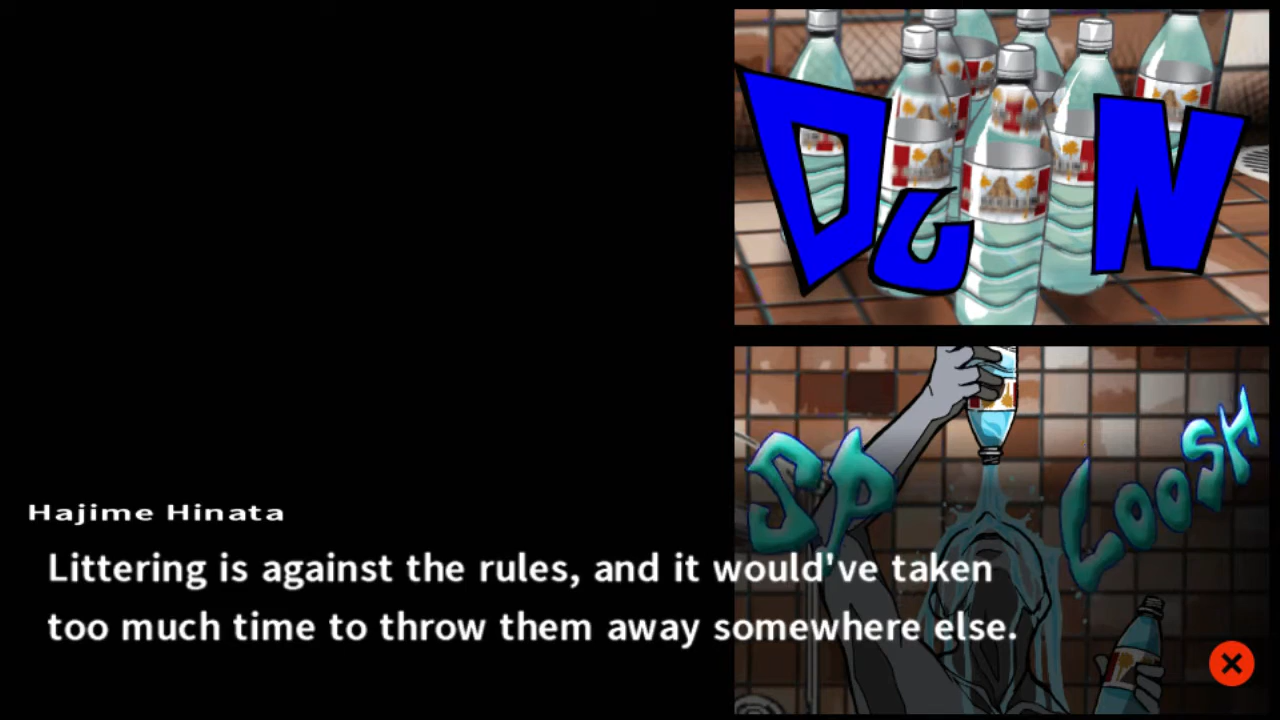 DUN
SPLOOSH
Hajime Hinata
Littering is against the rules, and it would've taken
too much time to throw them away somewhere else.